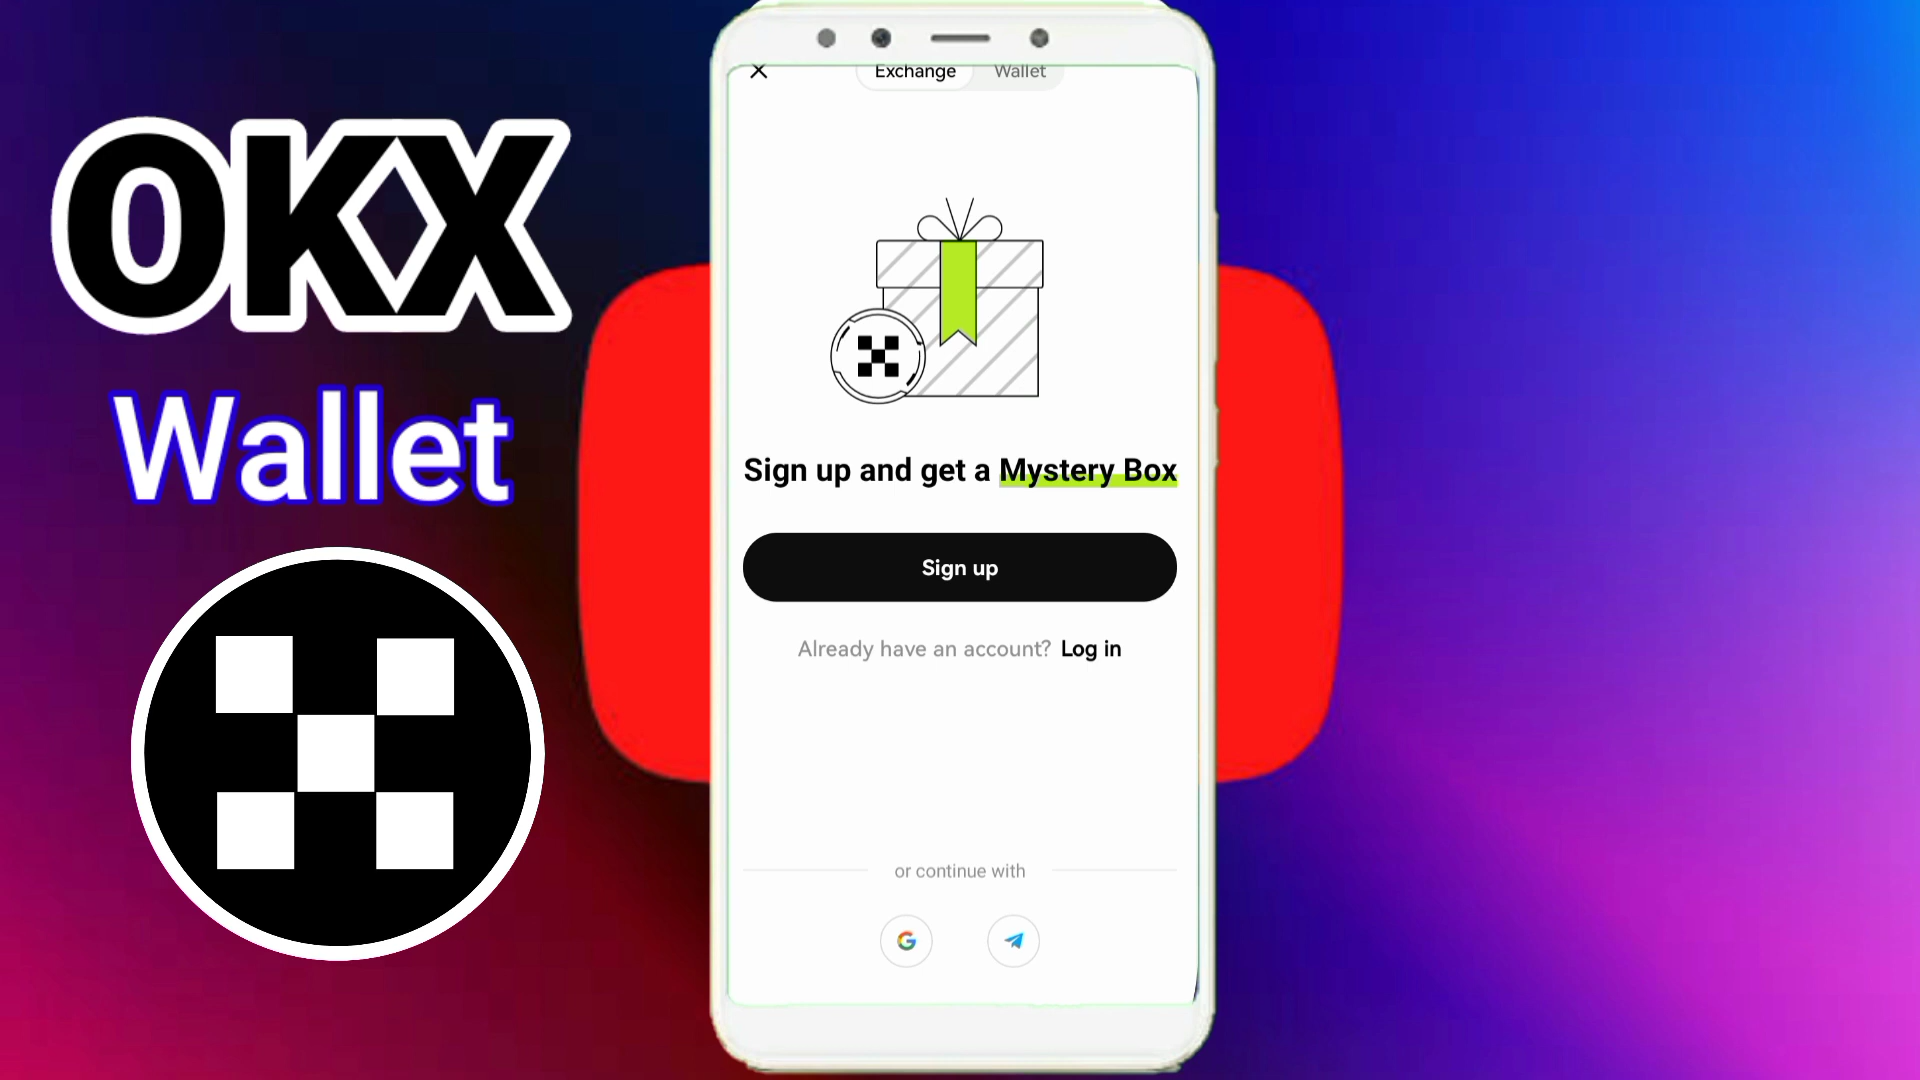 OKX
Wallet
Exchange
Wallet
Sign up and get a Mystery Box
Sign up
Already have an account? Log in
or continue with